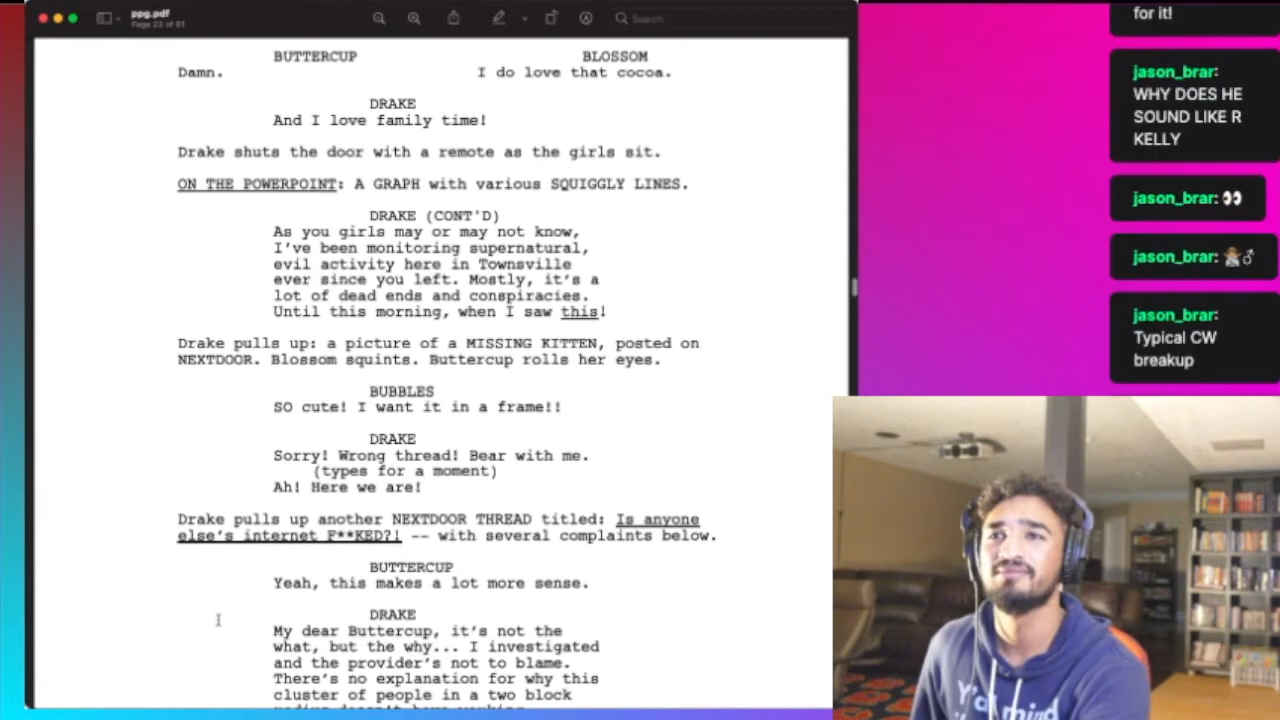 ppg.pdf
Page 23 of 61
Search
BUTTERCUP BLOSSOM
Damn. I do love that cocoa.
DRAKE
And I love family time!
Drake shuts the door with a remote as the girls sit.
ON THE POWERPOINT: A GRAPH with various SQUIGGLY LINES.
DRAKE (CONT'D)
As you girls may or may not know,
I've been monitoring supernatural,
evil activity here in Townsville
ever since you left. Mostly, it's a
lot of dead ends and conspiracies.
Until this morning, when I saw this!
Drake pulls up: a picture of a MISSING KITTEN, posted on
NEXTDOOR. Blossom squints. Buttercup rolls her eyes.
BUBBLES
SO cute! I want it in a frame!!
DRAKE
Sorry! Wrong thread! Bear with me.
(types for a moment)
Ah! Here we are!
Drake pulls up another NEXTDOOR THREAD titled: Is anyone
else's internet F**KED?! -- with several complaints below.
BUTTERCUP
Yeah, this makes a lot more sense.
DRAKE
My dear Buttercup, it's not the
what, but the why... I investigated
and the provider's not to blame.
There's no explanation for why this
cluster of people in a two block
for it!
jason_brar:
WHY DOES HE
SOUND LIKE R
KELLY
jason_brar: 👀
jason_brar:
jason_brar:
Typical CW
breakup
Y'all mind